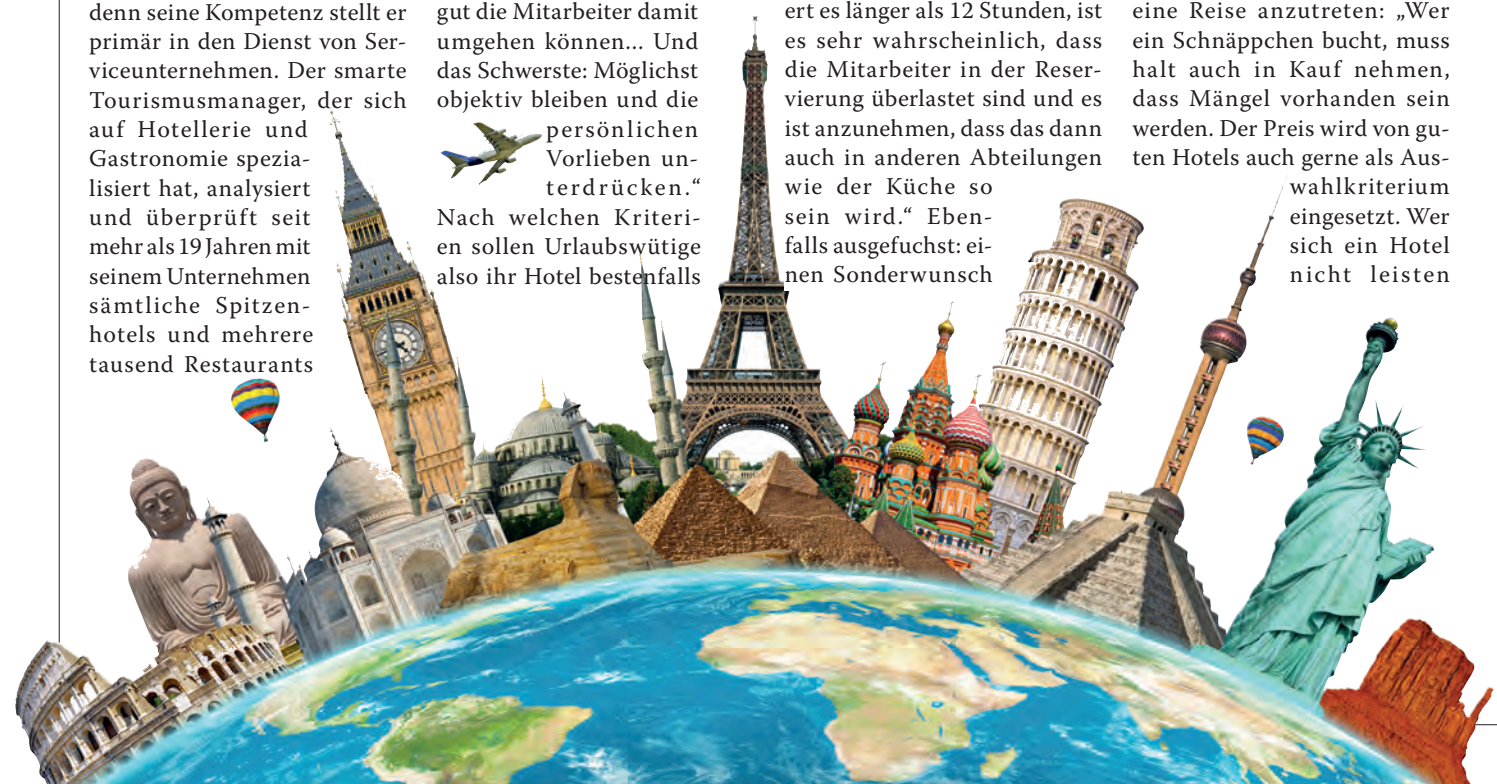 denn seine Kompetenz stellt er
primär in den Dienst von Ser-
viceunternehmen. Der smarte
Tourismusmanager, der sich
auf Hotellerie und
Gastronomie spezia-
lisiert hat, analysiert
und überprüft seit
mehr als 19 Jahren mit
seinem Unternehmen
sämtliche Spitzen-
hotels und mehrere
tausend Restaurants
gut die Mitarbeiter damit
umgehen können... Und
das Schwerste: Möglichst
objektiv bleiben und die
persönlichen
Vorlieben un-
terdrücken.“
Nach welchen Kriteri-
en sollen Urlaubswütige
also ihr Hotel bestenfalls
ert es länger als 12 Stunden, ist
es sehr wahrscheinlich, dass
die Mitarbeiter in der Reser-
vierung überlastet sind und es
ist anzunehmen, dass das dann
auch in anderen Abteilungen
wie der Küche so
sein wird.“ Eben-
falls ausgefuchst: ei-
nen Sonderwunsch
eine Reise anzutreten: „Wer
ein Schnäppchen bucht, muss
halt auch in Kauf nehmen,
dass Mängel vorhanden sein
werden. Der Preis wird von gu-
ten Hotels auch gerne als Aus-
wahlkriterium
eingesetzt. Wer
sich ein Hotel
nicht leisten